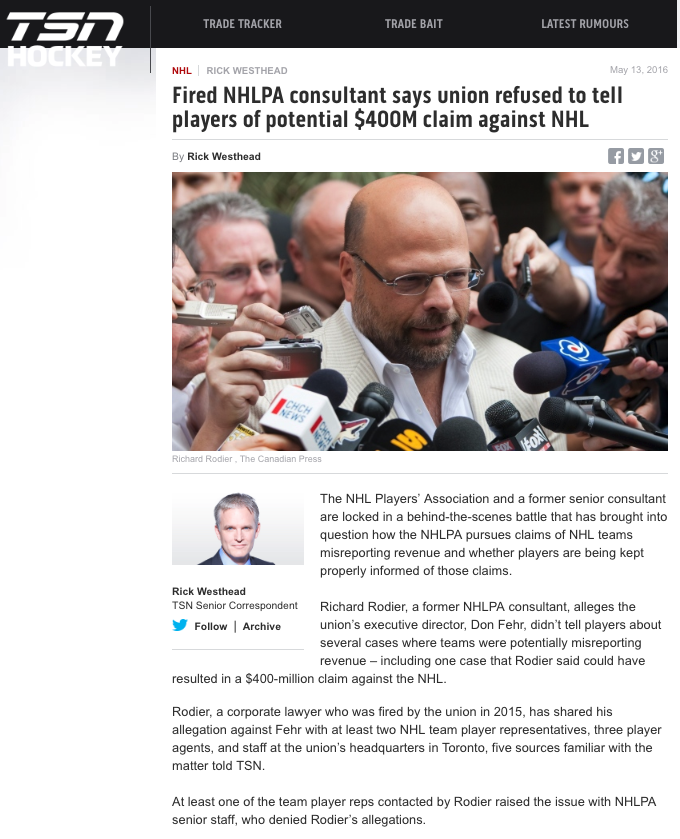 TSN
HOCKEY
TRADE TRACKER TRADE BAIT LATEST RUMOURS
NHL | RICK WESTHEAD May 13, 2016
Fired NHLPA consultant says union refused to tell
players of potential $400M claim against NHL
By Rick Westhead
CHCH
NEWS
FOX
FOX
Richard Rodier , The Canadian Press
Rick Westhead
TSN Senior Correspondent
Follow | Archive
The NHL Players’ Association and a former senior consultant
are locked in a behind-the-scenes battle that has brought into
question how the NHLPA pursues claims of NHL teams
misreporting revenue and whether players are being kept
properly informed of those claims.
Richard Rodier, a former NHLPA consultant, alleges the
union’s executive director, Don Fehr, didn’t tell players about
several cases where teams were potentially misreporting
revenue – including one case that Rodier said could have
resulted in a $400-million claim against the NHL.
Rodier, a corporate lawyer who was fired by the union in 2015, has shared his
allegation against Fehr with at least two NHL team player representatives, three player
agents, and staff at the union’s headquarters in Toronto, five sources familiar with the
matter told TSN.
At least one of the team player reps contacted by Rodier raised the issue with NHLPA
senior staff, who denied Rodier’s allegations.